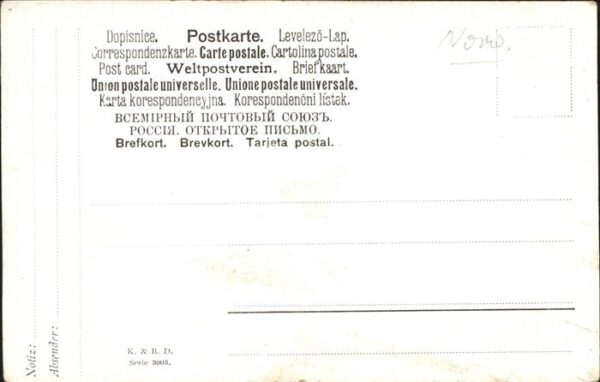 Dopisnice. Postkarte. Levelező-Lap.
Correspondenzkarte. Carte postale. Cartolina postale.
Post card. Weltpostverein. Briefkaart.
Union postale universelle. Unione postale universale.
Karta korespondencyjna. Korespondenční lístek.
ВСЕМІРНЫЙ ПОЧТОВЫЙ СОЮЗЪ.
РОССІЯ. ОТКРЫТОЕ ПИСЬМО.
Brefkort. Brevkort. Tarjeta postal.
Notiz:
Absender:
K. & B. D.
Serie 3003.